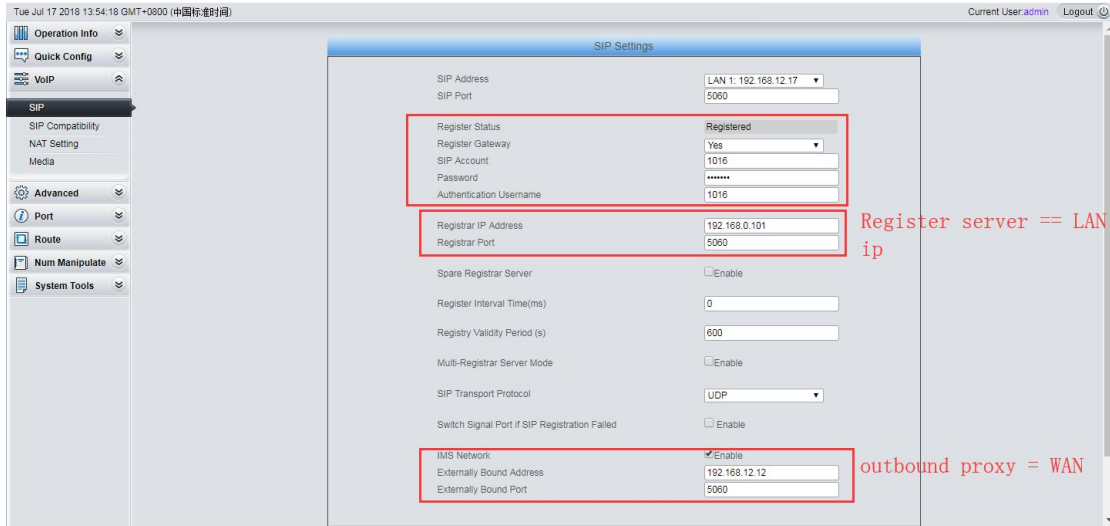 Tue Jul 17 2018 13:54:18 GMT+0800 (中国标准时间)
Current User:admin Logout
Operation Info
Quick Config
VoIP
SIP
SIP Compatibility
NAT Setting
Media
Advanced
Port
Route
Num Manipulate
System Tools
SIP Settings
SIP Address LAN 1: 192.168.12.17
SIP Port 5060
Register Status Registered
Register Gateway Yes
SIP Account 1016
Password •••••••
Authentication Username 1016
Registrar IP Address 192.168.0.101
Registrar Port 5060
Register server == LAN
ip
Spare Registrar Server Enable
Register Interval Time(ms) 0
Registry Validity Period (s) 600
Multi-Registrar Server Mode Enable
SIP Transport Protocol UDP
Switch Signal Port if SIP Registration Failed Enable
IMS Network Enable
Externally Bound Address 192.168.12.12
Externally Bound Port 5060
outbound proxy = WAN